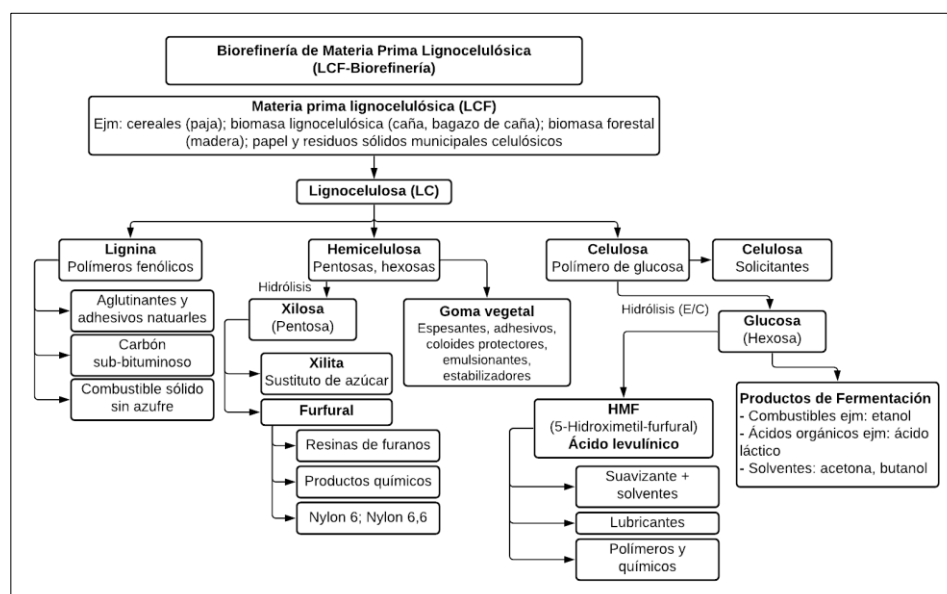 Biorefinería de Materia Prima Lignocelulósica
(LCF-Biorefinería)
Materia prima lignocelulósica (LCF)
Ejm: cereales (paja); biomasa lignocelulósica (caña, bagazo de caña); biomasa forestal
(madera); papel y residuos sólidos municipales celulósicos
Lignocelulosa (LC)
Lignina
Polímeros fenólicos
Aglutinantes y
adhesivos natuarles
Carbón
sub-bituminoso
Combustible sólido
sin azufre
Hemicelulosa
Pentosas, hexosas
Hidrólisis
Xilosa
(Pentosa)
Xilita
Sustituto de azúcar
Furfural
Resinas de furanos
Productos químicos
Nylon 6; Nylon 6,6
Goma vegetal
Espesantes, adhesivos,
coloides protectores,
emulsionantes,
estabilizadores
Celulosa
Polímero de glucosa
Celulosa
Solicitantes
Hidrólisis (E/C)
Glucosa
(Hexosa)
HMF
(5-Hidroximetil-furfural)
Ácido levulínico
Suavizante +
solventes
Lubricantes
Polímeros y
químicos
Productos de Fermentación
- Combustibles ejm: etanol
- Ácidos orgánicos ejm: ácido
láctico
- Solventes: acetona, butanol